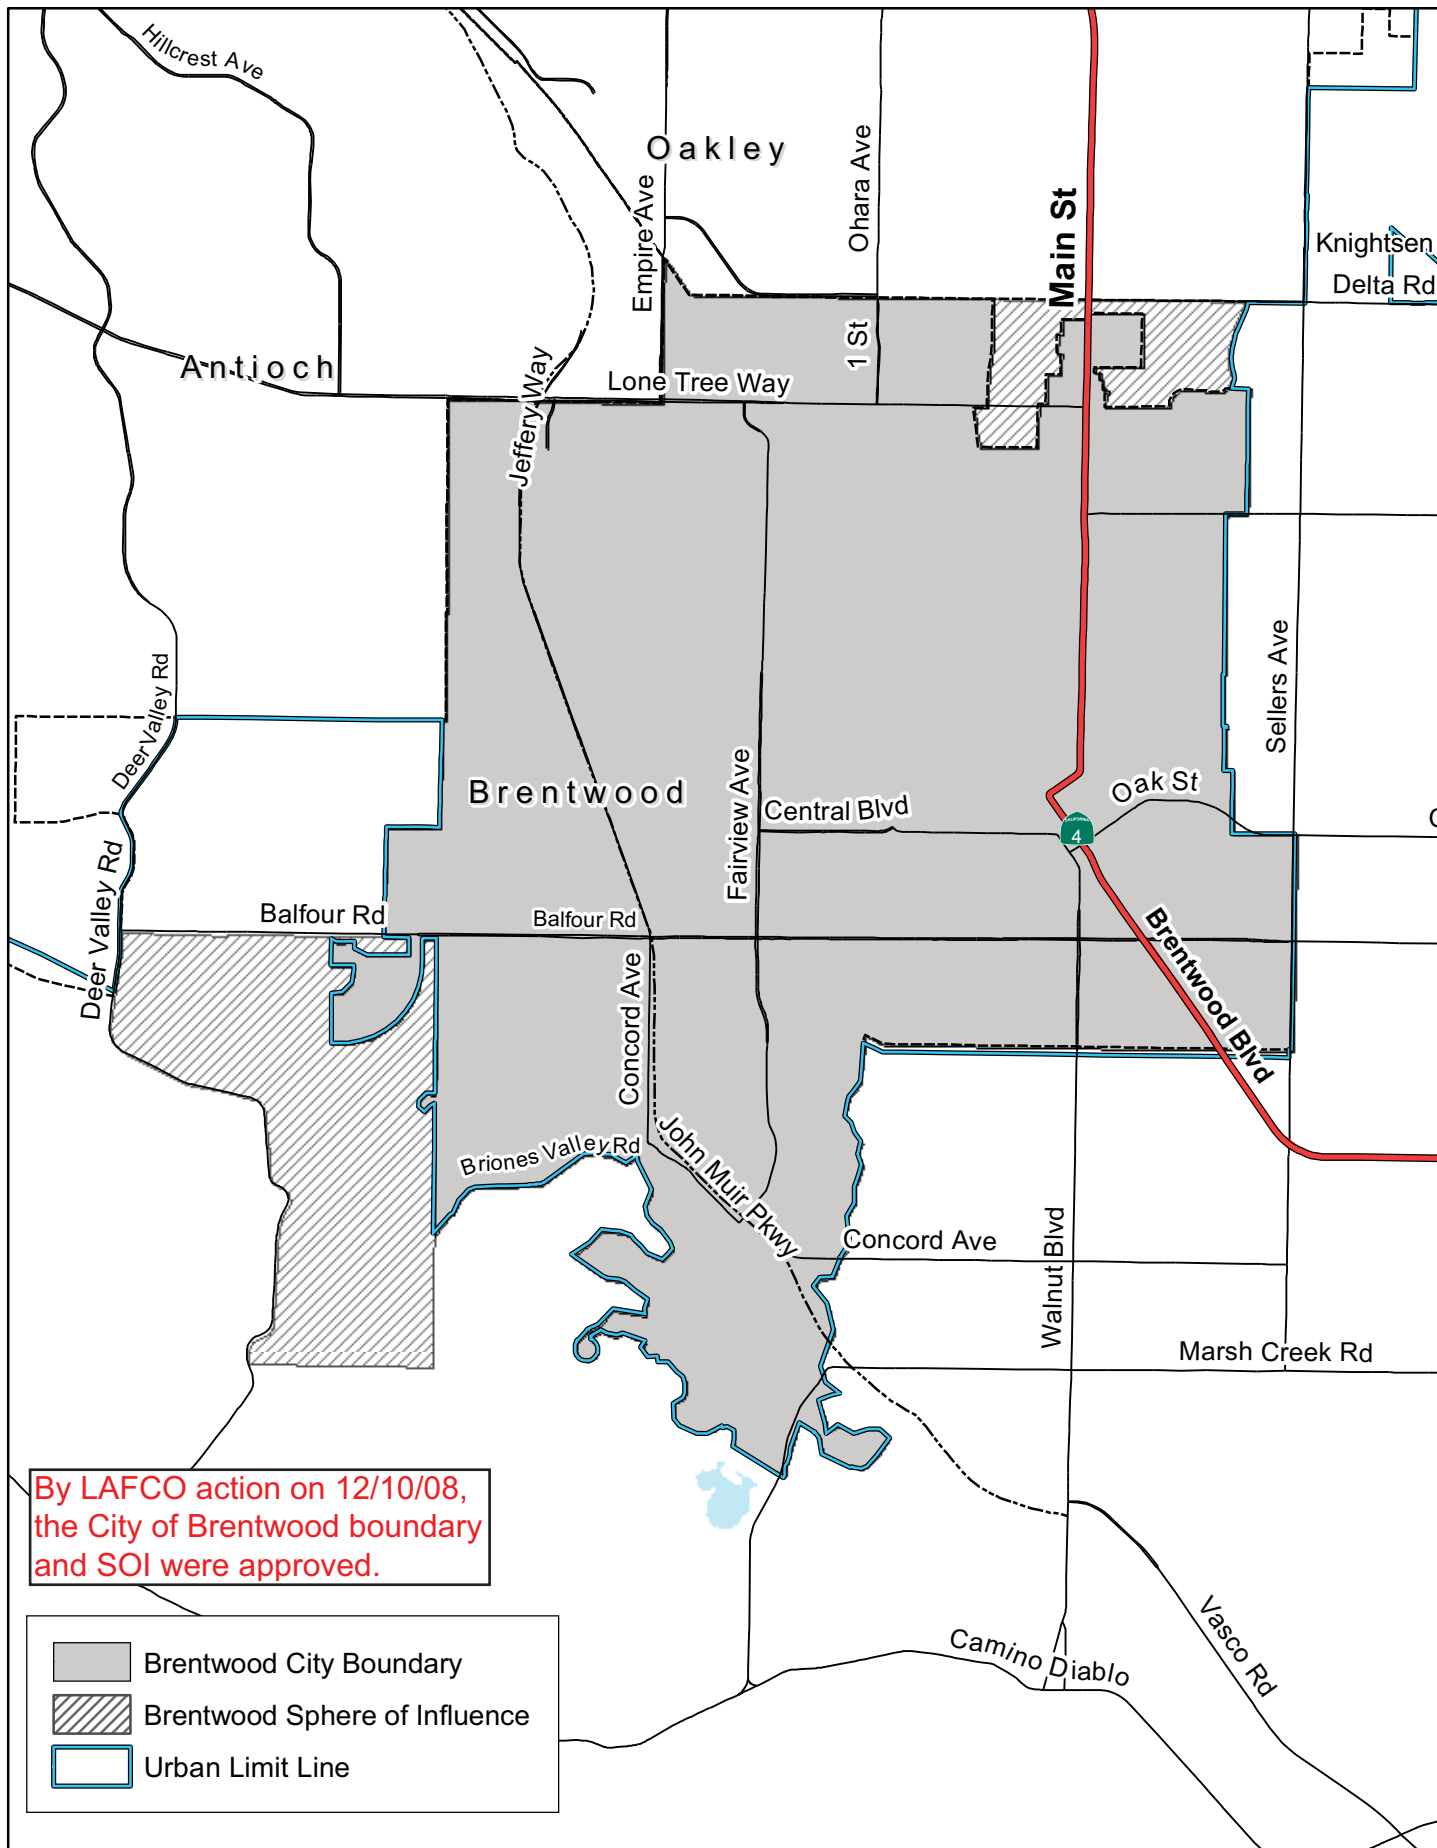 Hillcrest Ave
Oakley
Empire Ave
Ohara Ave
Main St
Knightsen
Delta Rd
1 St
Antioch
Lone Tree Way
Jeffery Way
Sellers Ave
DeerValley Rd
Brentwood
Fairview Ave
Central Blvd
Oak St
CALIFORNIA
4
Deer Valley Rd
Balfour Rd
Balfour Rd
Brentwood Blvd
Concord Ave
Briones Valley Rd
John Muir Pkwy
Concord Ave
Walnut Blvd
Marsh Creek Rd
By LAFCO action on 12/10/08,
the City of Brentwood boundary
and SOI were approved.
Vasco Rd
Camino Diablo
Brentwood City Boundary
Brentwood Sphere of Influence
Urban Limit Line